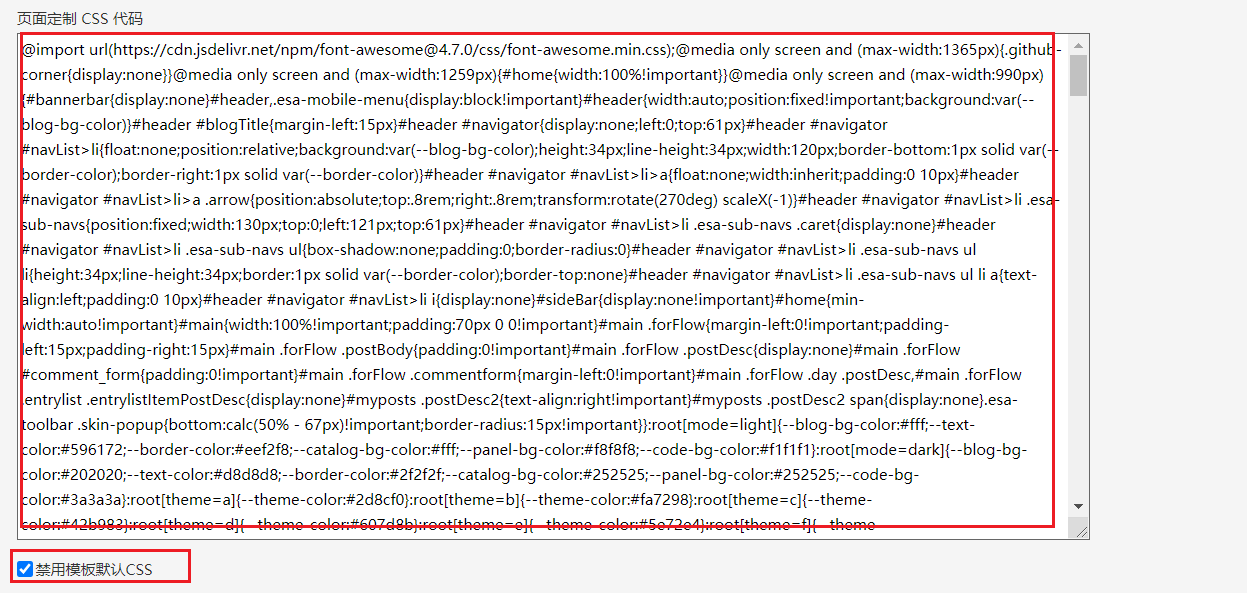 页面定制 CSS 代码
@import url(https://cdn.jsdelivr.net/npm/font-awesome@4.7.0/css/font-awesome.min.css);@media only screen and (max-width:1365px){.github-
corner{display:none}}@media only screen and (max-width:1259px){#home{width:100%!important}}@media only screen and (max-width:990px)
{#bannerbar{display:none}#header,.esa-mobile-menu{display:block!important}#header{width:auto;position:fixed!important;background:var(--
blog-bg-color)}#header #blogTitle{margin-left:15px}#header #navigator{display:none;left:0;top:61px}#header #navigator
#navList>li{float:none;position:relative;background:var(--blog-bg-color);height:34px;line-height:34px;width:120px;border-bottom:1px solid var(--
border-color);border-right:1px solid var(--border-color)}#header #navigator #navList>li>a{float:none;width:inherit;padding:0 10px}#header
#navigator #navList>li>a .arrow{position:absolute;top:.8rem;right:.8rem;transform:rotate(270deg) scaleX(-1)}#header #navigator #navList>li .esa-
sub-navs{position:fixed;width:130px;top:0;left:121px;top:61px}#header #navigator #navList>li .esa-sub-navs .caret{display:none}#header
#navigator #navList>li .esa-sub-navs ul{box-shadow:none;padding:0;border-radius:0}#header #navigator #navList>li .esa-sub-navs ul
li{height:34px;line-height:34px;border:1px solid var(--border-color);border-top:none}#header #navigator #navList>li .esa-sub-navs ul li a{text-
align:left;padding:0 10px}#header #navigator #navList>li i{display:none}#sideBar{display:none!important}#home{min-
width:auto!important}#main{width:100%!important;padding:70px 0 0!important}#main .forFlow{margin-left:0!important;padding-
left:15px;padding-right:15px}#main .forFlow .postBody{padding:0!important}#main .forFlow .postDesc{display:none}#main .forFlow
#comment_form{padding:0!important}#main .forFlow .commentform{margin-left:0!important}#main .forFlow .day .postDesc,#main .forFlow
.entrylist .entrylistItemPostDesc{display:none}#myposts .postDesc2{text-align:right!important}#myposts .postDesc2 span{display:none}.esa-
toolbar .skin-popup{bottom:calc(50% - 67px)!important;border-radius:15px!important}}:root[mode=light]{--blog-bg-color:#fff;--text-
color:#596172;--border-color:#eef2f8;--catalog-bg-color:#fff;--panel-bg-color:#f8f8f8;--code-bg-color:#f1f1f1}:root[mode=dark]{--blog-bg-
color:#202020;--text-color:#d8d8d8;--border-color:#2f2f2f;--catalog-bg-color:#252525;--panel-bg-color:#252525;--code-bg-
color:#3a3a3a}:root[theme=a]{--theme-color:#2d8cf0}:root[theme=b]{--theme-color:#fa7298}:root[theme=c]{--theme-
color:#42b983}:root[theme=d]{--theme-color:#607d8b}:root[theme=e]{--theme-color:#5e72e4}:root[theme=f]{--theme-
禁用模板默认CSS